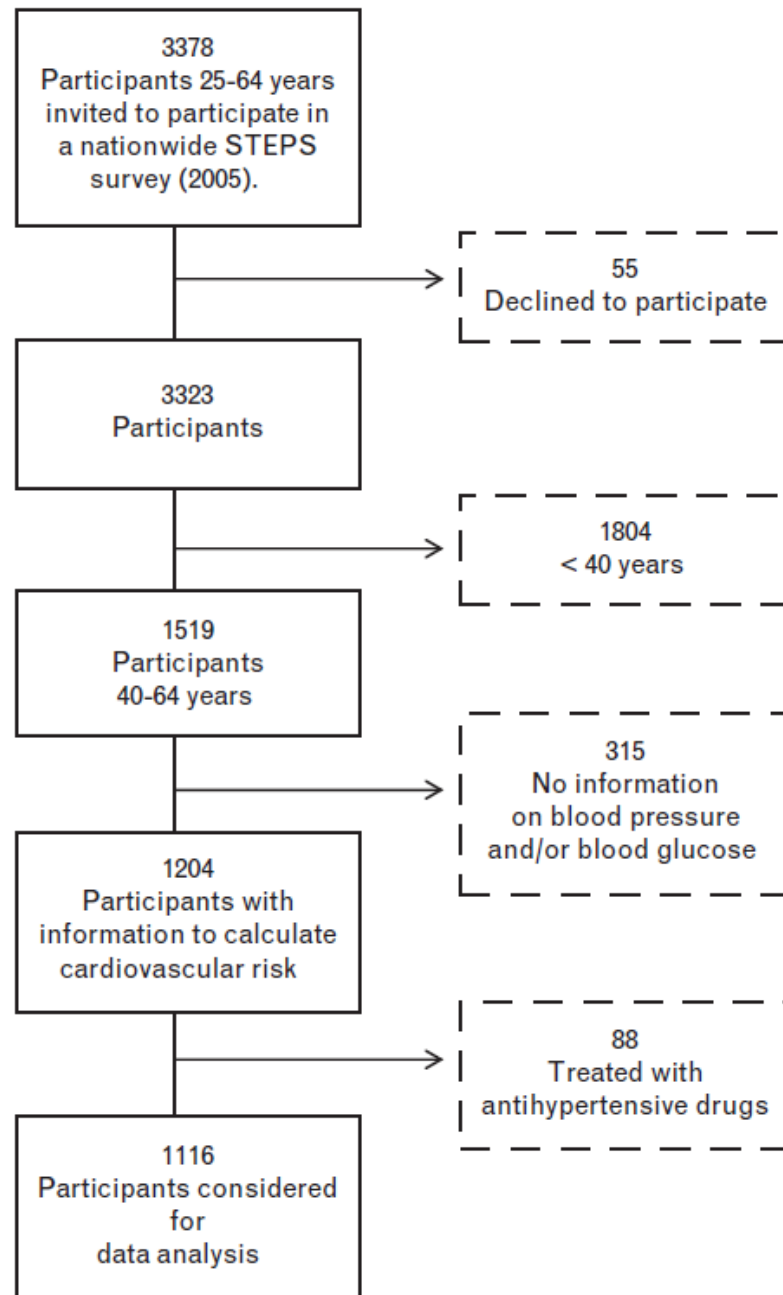 3378
Participants 25-64 years
invited to participate in
a nationwide STEPS
survey (2005).
55
Declined to participate
3323
Participants
1804
< 40 years
1519
Participants
40-64 years
315
No information
on blood pressure
and/or blood glucose
1204
Participants with
information to calculate
cardiovascular risk
88
Treated with
antihypertensive drugs
1116
Participants considered
for
data analysis